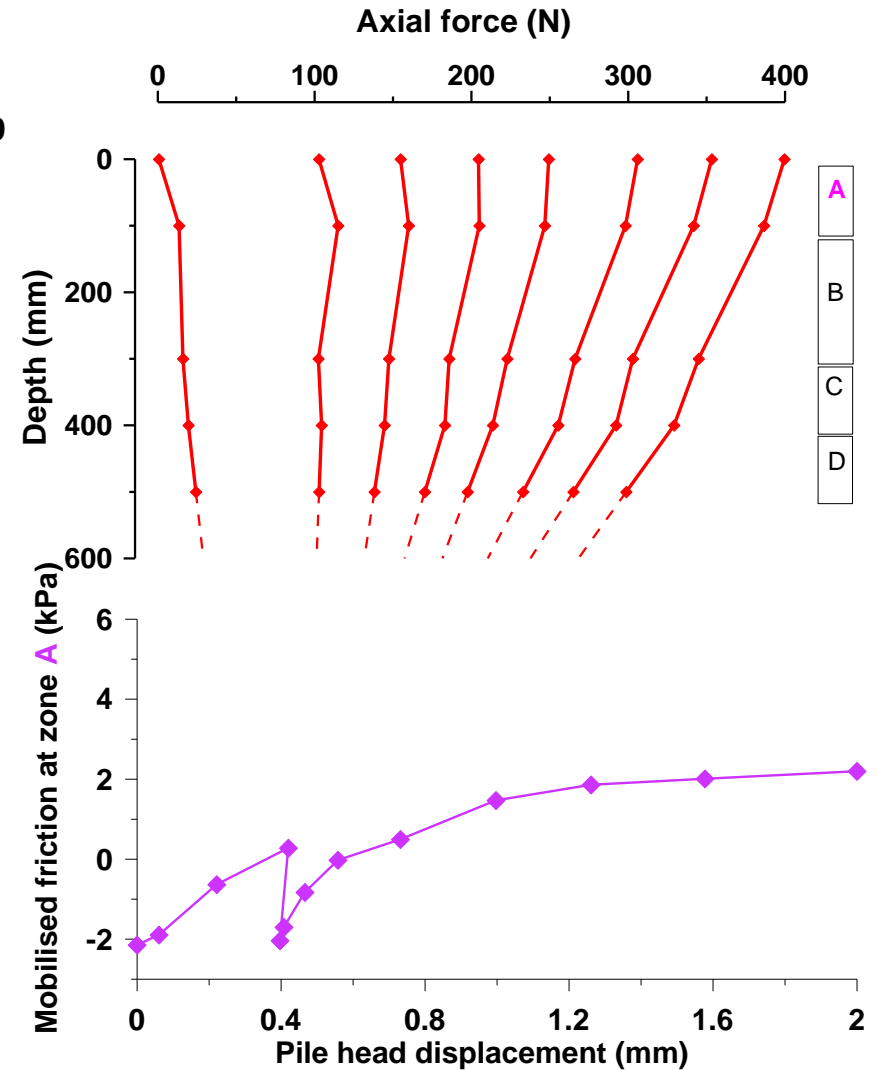 Axial force (N)
0 100 200 300 400
0
200
400
600
Depth (mm)
A
B
C
D
6
4
2
0
-2
Mobilised friction at zone A (kPa)
0 0.4 0.8 1.2 1.6 2
Pile head displacement (mm)